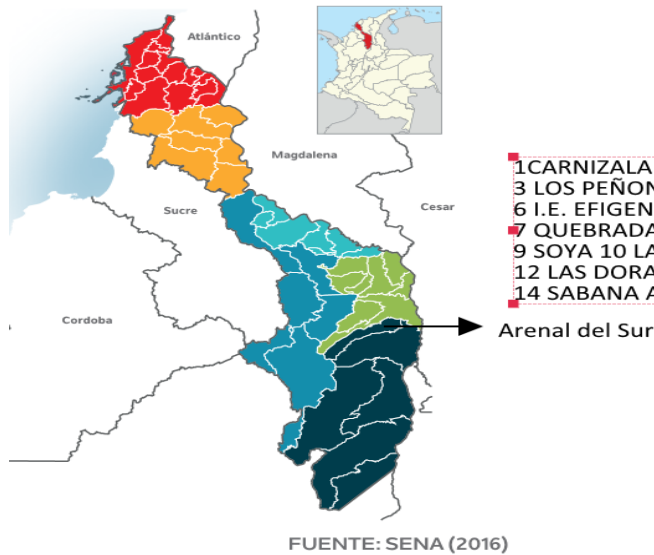 Atlántico
Magdalena
Sucre
Cesar
Cordoba
1CARNIZALA
3 LOS PEÑON
6 I.E. EFIGEN
7 QUEBRADA
9 SOYA 10 LA
12 LAS DORA
14 SABANA A
Arenal del Sur
FUENTE: SENA (2016)